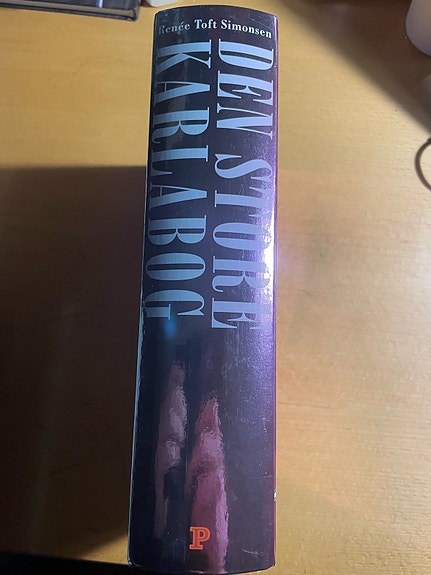 Renée Toft Simonsen
DEN STORE
KARLABOG
P